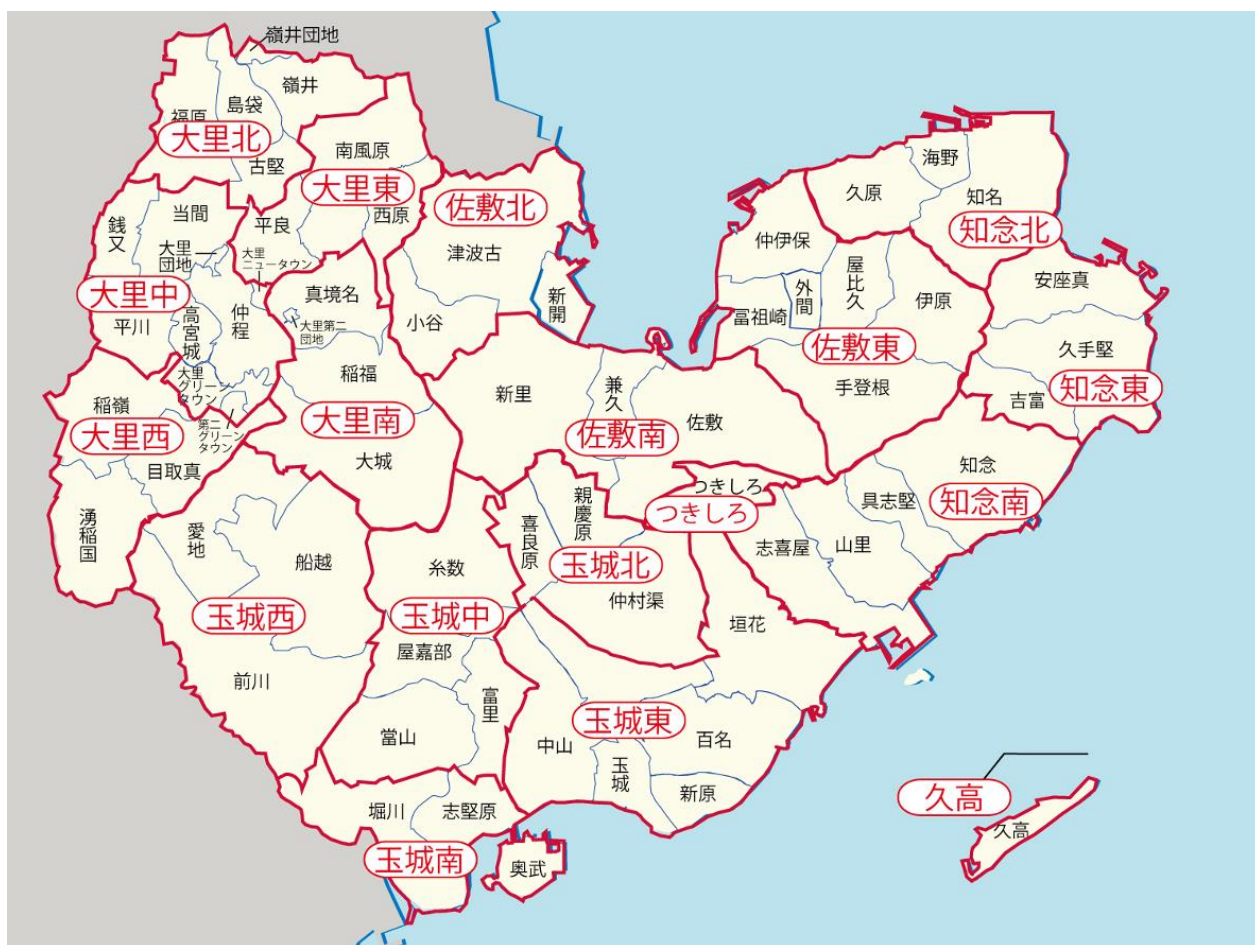 嶺井団地
嶺井
島袋
福原
大里北
古堅
南風原
大里東
西原
平良
大里
ニュータウン
銭又
当間
大里
団地
大里中
平川
高宮城
仲程
大里
グリーン
タウン
真境名
大里第二
団地
稲福
大里南
大城
稲嶺
大里西
第二
グリーン
タウン
目取真
湧稲国
佐敷北
津波古
新開
小谷
新里
兼久
佐敷南
佐敷
海野
久原
知名
知念北
仲伊保
屋比久
外間
伊原
冨祖崎
佐敷東
手登根
安座真
久手堅
知念東
吉富
知念
知念南
具志堅
山里
志喜屋
つきしろ
つきしろ
親慶原
喜良原
玉城北
仲村渠
垣花
愛地
船越
玉城西
前川
糸数
玉城中
屋嘉部
富里
當山
玉城東
中山
玉城
百名
新原
堀川
志堅原
玉城南
奥武
久高
久高